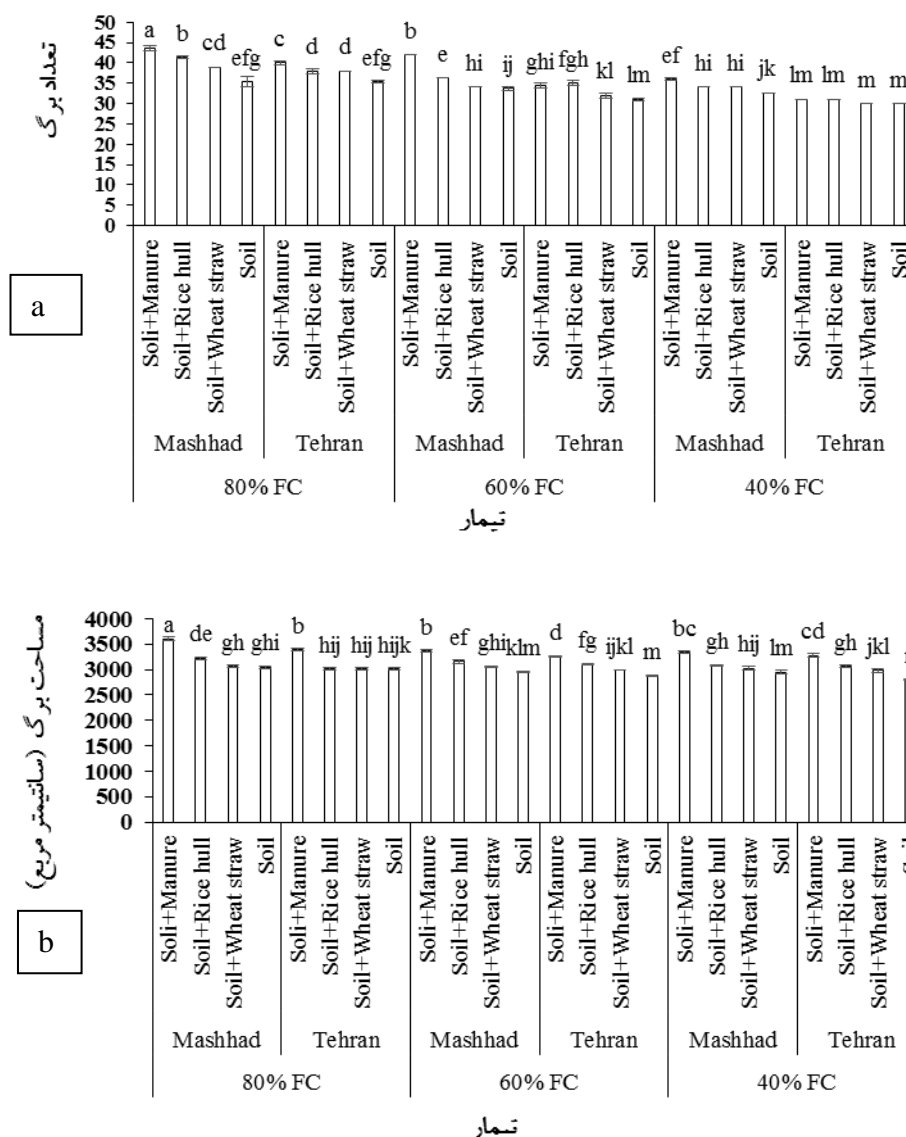 تعداد برگ
50
45
40
35
30
25
20
15
10
5
0
a b cd efg c d d efg b e hi ij ghi fgh kl lm ef hi hi jk lm lm m m
Soli+Manure
Soil+Rice hull
Soil+Wheat straw
Soil
Soli+Manure
Soil+Rice hull
Soil+Wheat straw
Soil
Soli+Manure
Soil+Rice hull
Soil+Wheat straw
Soil
Soli+Manure
Soil+Rice hull
Soil+Wheat straw
Soil
Soli+Manure
Soil+Rice hull
Soil+Wheat straw
Soil
Soli+Manure
Soil+Rice hull
Soil+Wheat straw
Soil
Mashhad Tehran Mashhad Tehran Mashhad Tehran
80% FC 60% FC 40% FC
تیمار
a
مساحت برگ (سانتیمتر مربع)
4000
3500
3000
2500
2000
1500
1000
500
0
a de gh ghi b hij hij hijk b ef ghi klm d fg ijkl m bc gh hij lm cd gh jkl
Soli+Manure
Soil+Rice hull
Soil+Wheat straw
Soil
Soli+Manure
Soil+Rice hull
Soil+Wheat straw
Soil
Soli+Manure
Soil+Rice hull
Soil+Wheat straw
Soil
Soli+Manure
Soil+Rice hull
Soil+Wheat straw
Soil
Soli+Manure
Soil+Rice hull
Soil+Wheat straw
Soil
Soli+Manure
Soil+Rice hull
Soil+Wheat straw
Mashhad Tehran Mashhad Tehran Mashhad Tehran
80% FC 60% FC 40% FC
تیمار
b